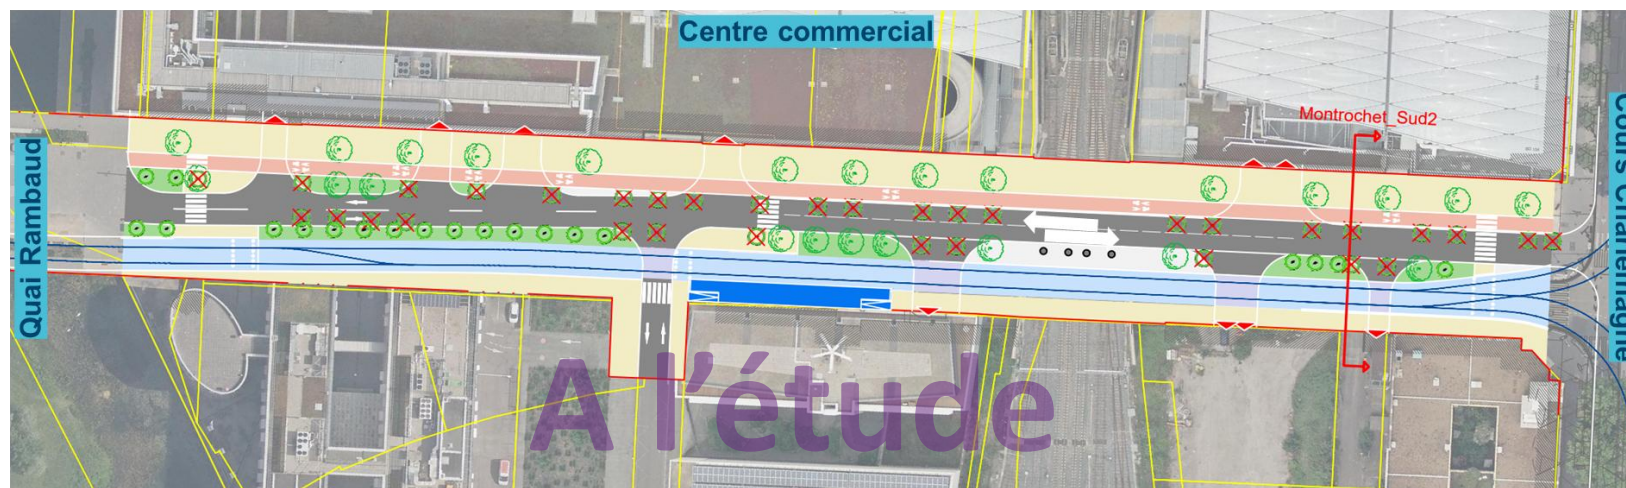 Centre commercial
Montrochet_Sud2
Quai Rambaud
Cours Charlemagne
A l'étude